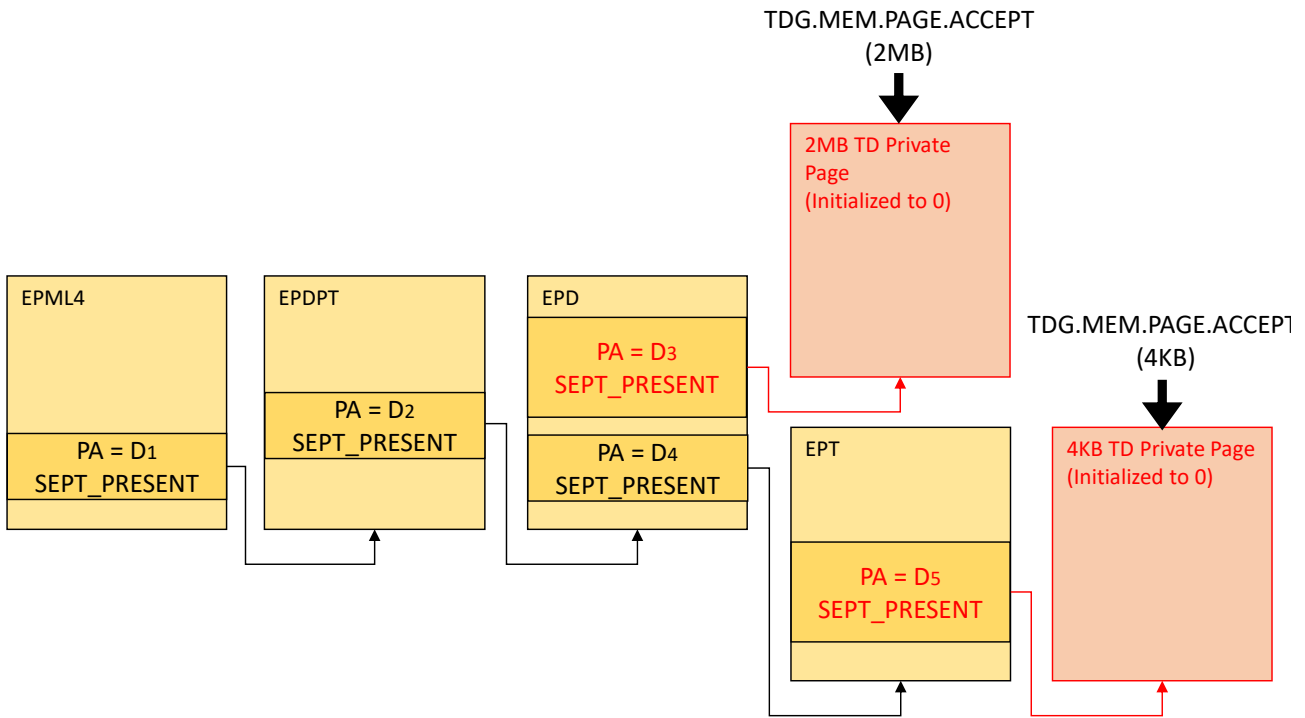 TDG.MEM.PAGE.ACCEPT
(2MB)
2MB TD Private
Page
(Initialized to 0)
EPML4
PA = D1
SEPT_PRESENT
EPDPT
PA = D2
SEPT_PRESENT
EPD
PA = D3
SEPT_PRESENT
PA = D4
SEPT_PRESENT
TDG.MEM.PAGE.ACCEPT
(4KB)
EPT
PA = D5
SEPT_PRESENT
4KB TD Private Page
(Initialized to 0)